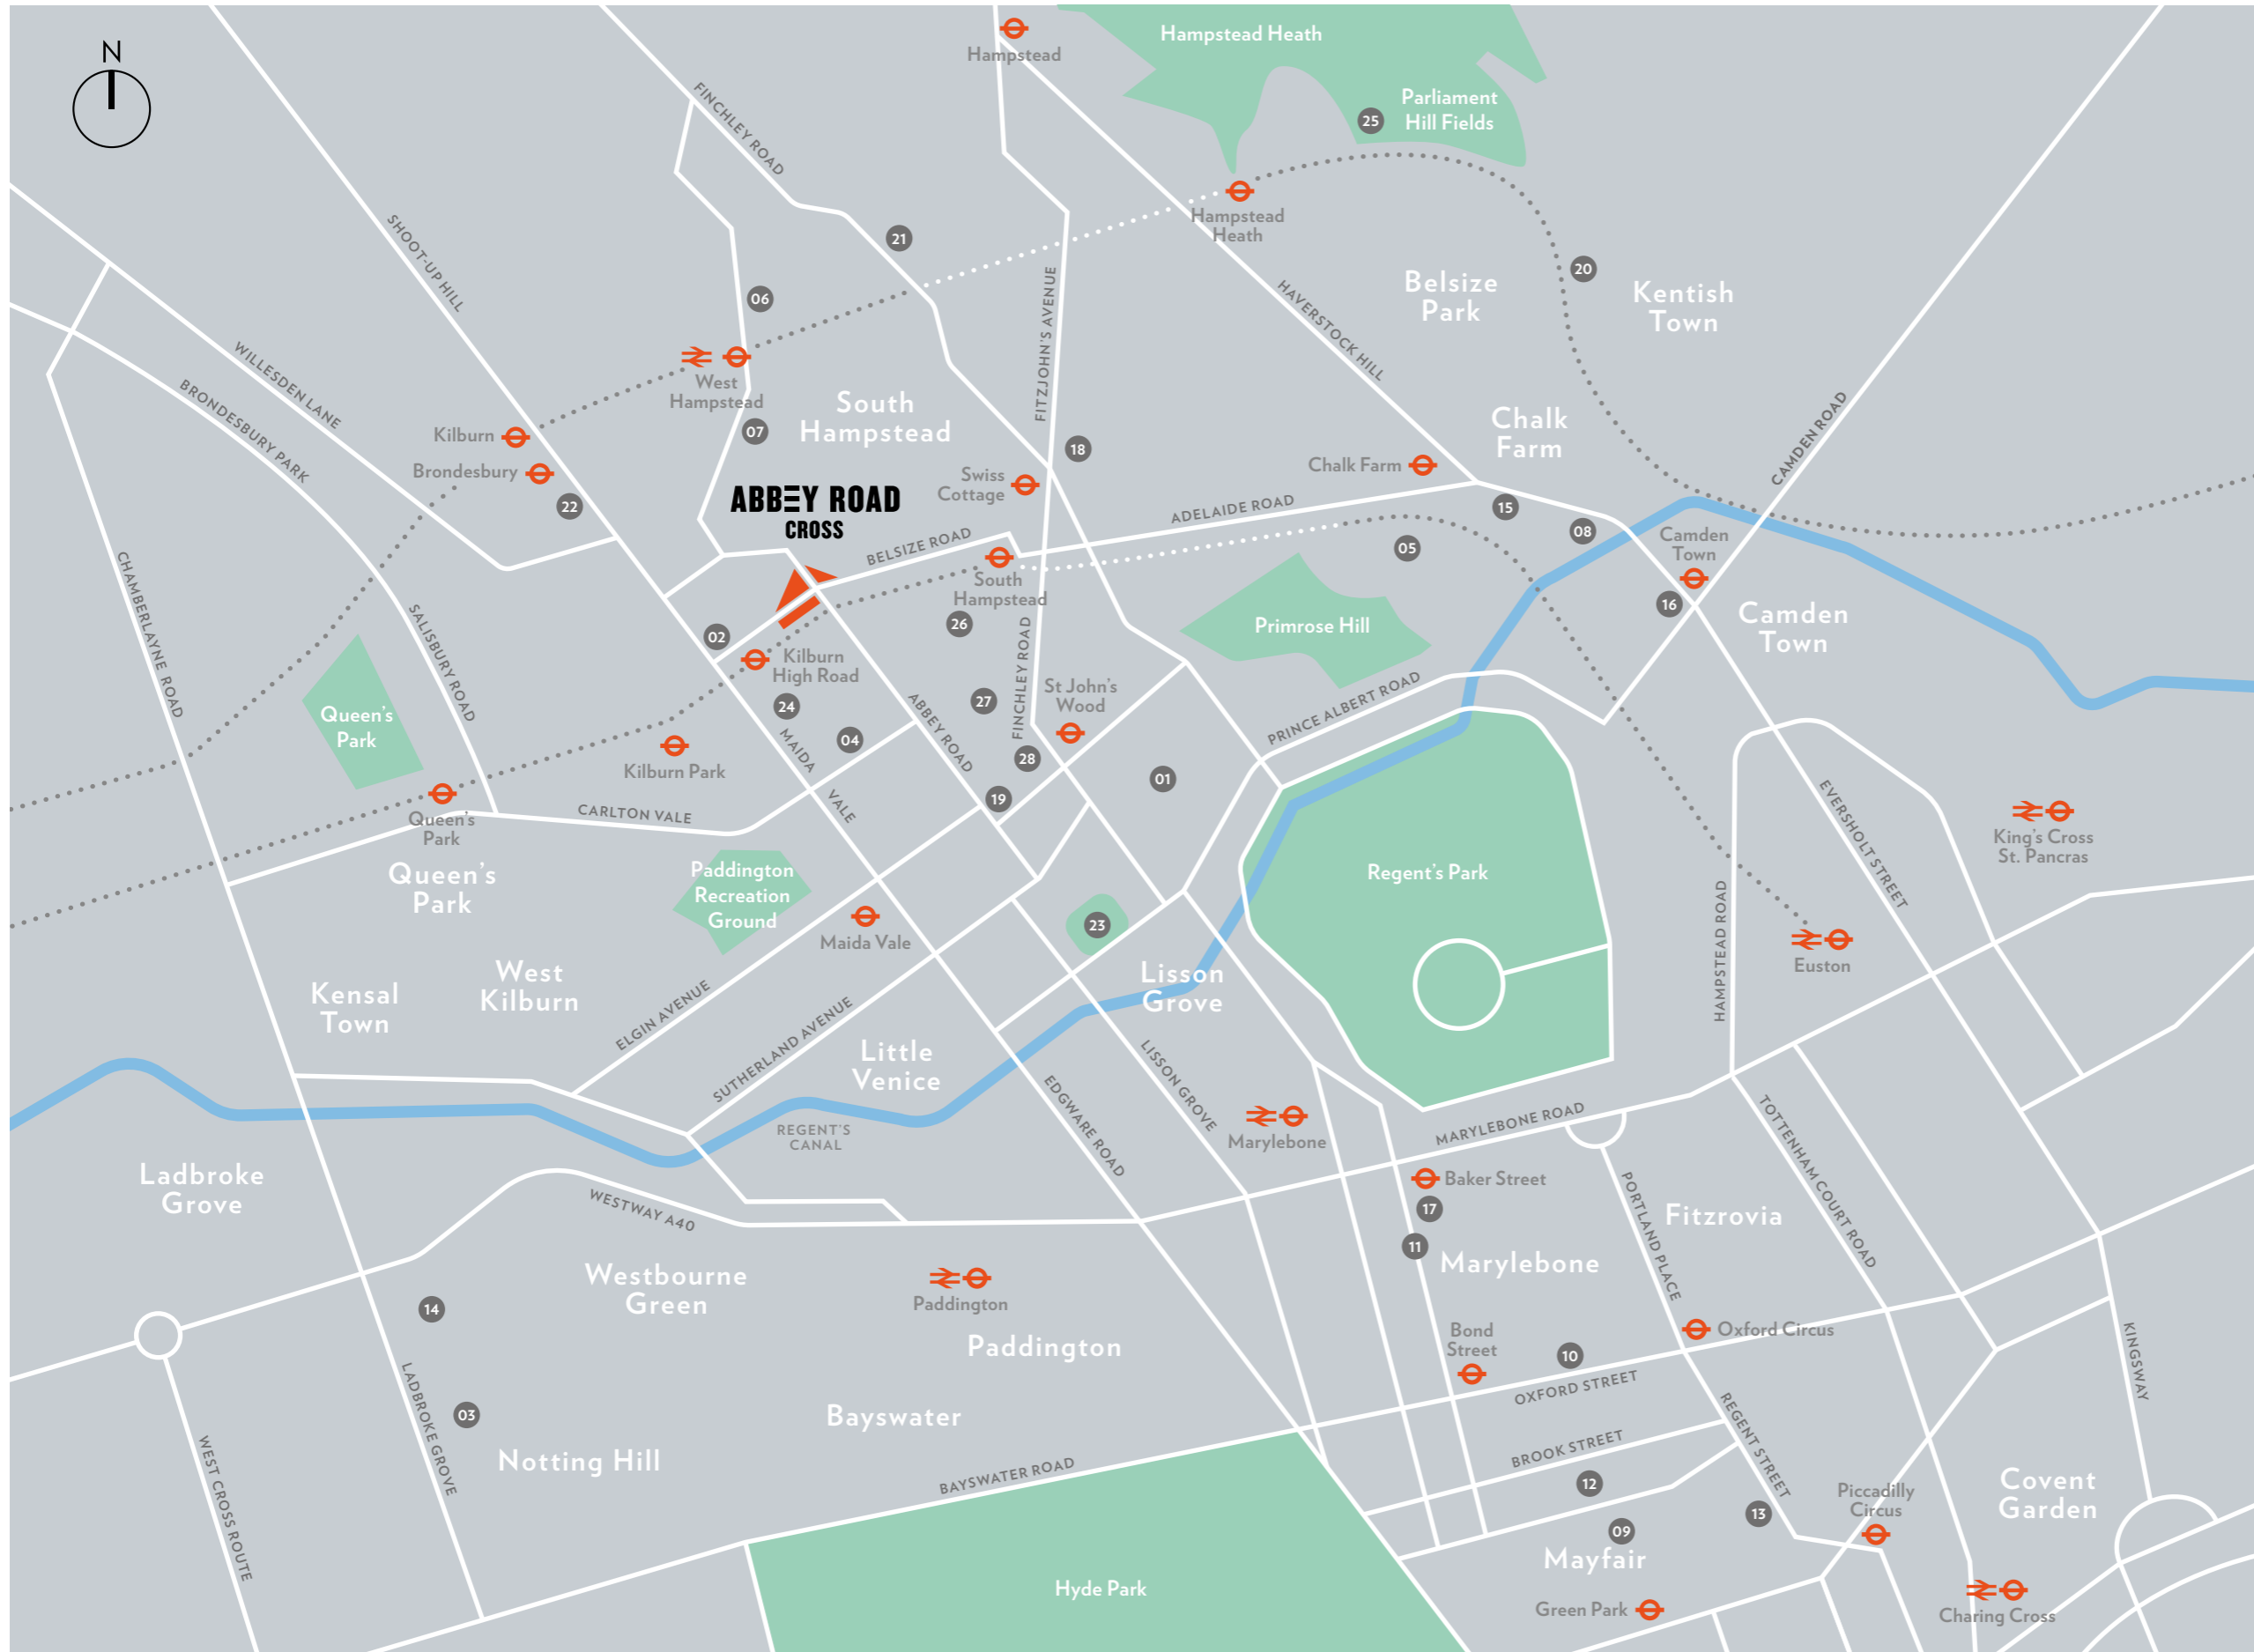 N
Hampstead
Hampstead Heath
Parliament
Hill Fields
25
FINCHLEY ROAD
Hampstead
Heath
SHOOT-UP HILL
21
20
06
Belsize
Park
Kentish
Town
FITZJOHN'S AVENUE
HAVERSTOCK HILL
WILLESDEN LANE
BRONDESBURY PARK
West
Hampstead
South
Hampstead
Kilburn
Brondesbury
07
18
22
Swiss
Cottage
Chalk Farm
Chalk
Farm
CAMDEN ROAD
ABBEY ROAD
CROSS
ADELAIDE ROAD
15
08
05
BELSIZE ROAD
Camden
Town
16
Camden
Town
CHAMBERLAYNE ROAD
SALISBURY ROAD
South
Hampstead
26
02
Kilburn
High Road
Primrose Hill
FINCHLEY ROAD
St John's
Wood
27
24
ABBEY ROAD
PRINCE ALBERT ROAD
Queen's
Park
MAIDA
VALE
04
28
01
19
Kilburn Park
Queen's
Park
CARLTON VALE
EVERSHOLT STREET
King's Cross
St. Pancras
Queen's
Park
Paddington
Recreation
Ground
Maida Vale
23
Regent's Park
HAMPSTEAD ROAD
Euston
Kensal
Town
West
Kilburn
ELGIN AVENUE
SUTHERLAND AVENUE
Lisson
Grove
Little
Venice
LISSON GROVE
EDGWARE ROAD
REGENT'S
CANAL
Marylebone
MARYLEBONE ROAD
TOTTENHAM COURT ROAD
Ladbroke
Grove
WESTWAY A40
Baker Street
17
11
Marylebone
PORTLAND PLACE
Fitzrovia
Westbourne
Green
Paddington
14
Paddington
Bond
Street
10
Oxford Circus
KINGSWAY
OXFORD STREET
LADBROKE GROVE
03
Bayswater
Notting Hill
WEST CROSS ROUTE
BAYSWATER ROAD
BROOK STREET
REGENT STREET
12
13
09
Piccadilly
Circus
Covent
Garden
Mayfair
Hyde Park
Green Park
Charing Cross